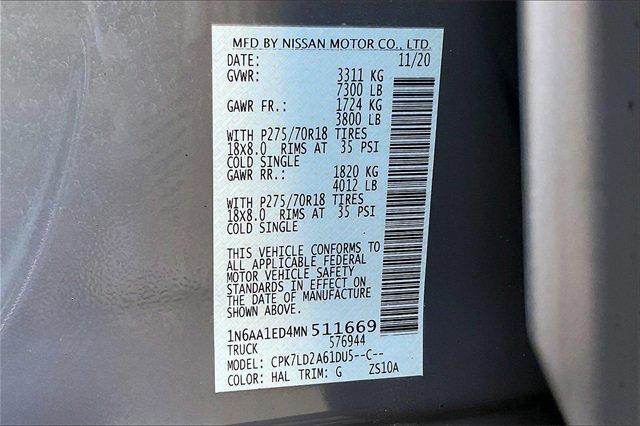 MFD BY NISSAN MOTOR CO., LTD.
DATE: 11/20
GVWR: 3311 KG
7300 LB
GAWR FR.: 1724 KG
3800 LB
WITH P275/70R18 TIRES
18X8.0 RIMS AT 35 PSI
COLD SINGLE
GAWR RR.: 1820 KG
4012 LB
WITH P275/70R18 TIRES
18X8.0 RIMS AT 35 PSI
COLD SINGLE
THIS VEHICLE CONFORMS TO
ALL APPLICABLE FEDERAL
MOTOR VEHICLE SAFETY
STANDARDS IN EFFECT ON
THE DATE OF MANUFACTURE
SHOWN ABOVE.
1N6AA1ED4MN511669
TRUCK 576944
MODEL: CPK7LD2A61DU5--C--
COLOR: HAL TRIM: G ZS10A